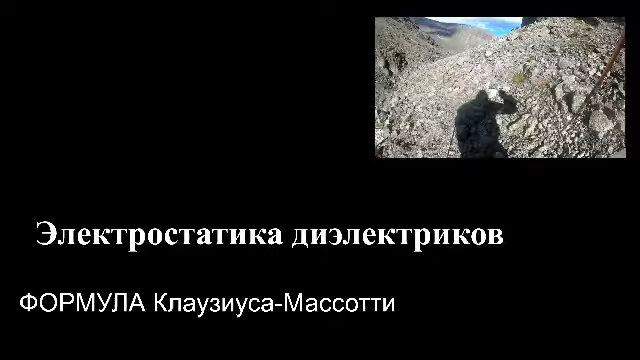 Электростатика диэлектриков
ФОРМУЛА Клаузиуса-Массотти